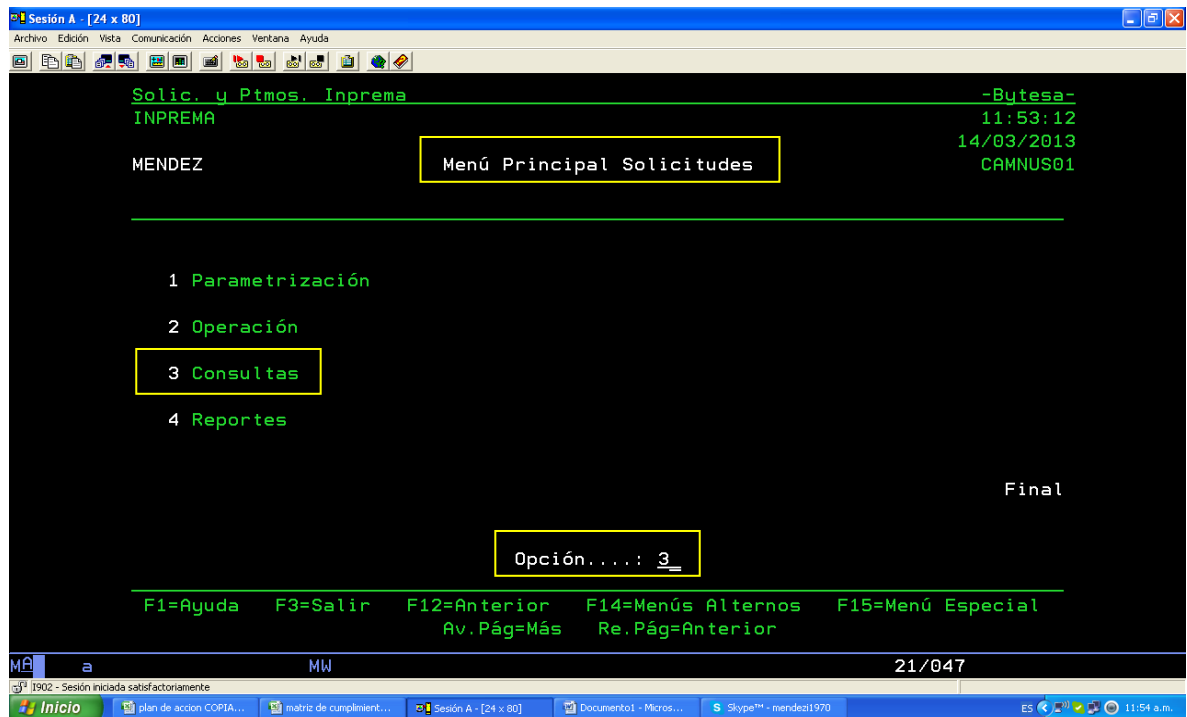 Sesión A - [24 x 80]
Archivo Edición Vista Comunicación Acciones Ventana Ayuda
Solic. y Ptmos. Inprema -Bytesa-
INPREMA 11:53:12
14/03/2013
MENDEZ Menú Principal Solicitudes CAMNUS01
1 Parametrización
2 Operación
3 Consultas
4 Reportes
Final
Opción....: 3_
F1=Ayuda F3=Salir F12=Anterior F14=Menús Alternos F15=Menú Especial
Av.Pág=Más Re.Pág=Anterior
MA a MW 21/047
I902 - Sesión iniciada satisfactoriamente
Inicio plan de accion COPIA... matriz de cumplimient... Sesión A - [24 x 80] Documento1 - Micros... Skype™ - mendezi1970 ES 11:54 a.m.